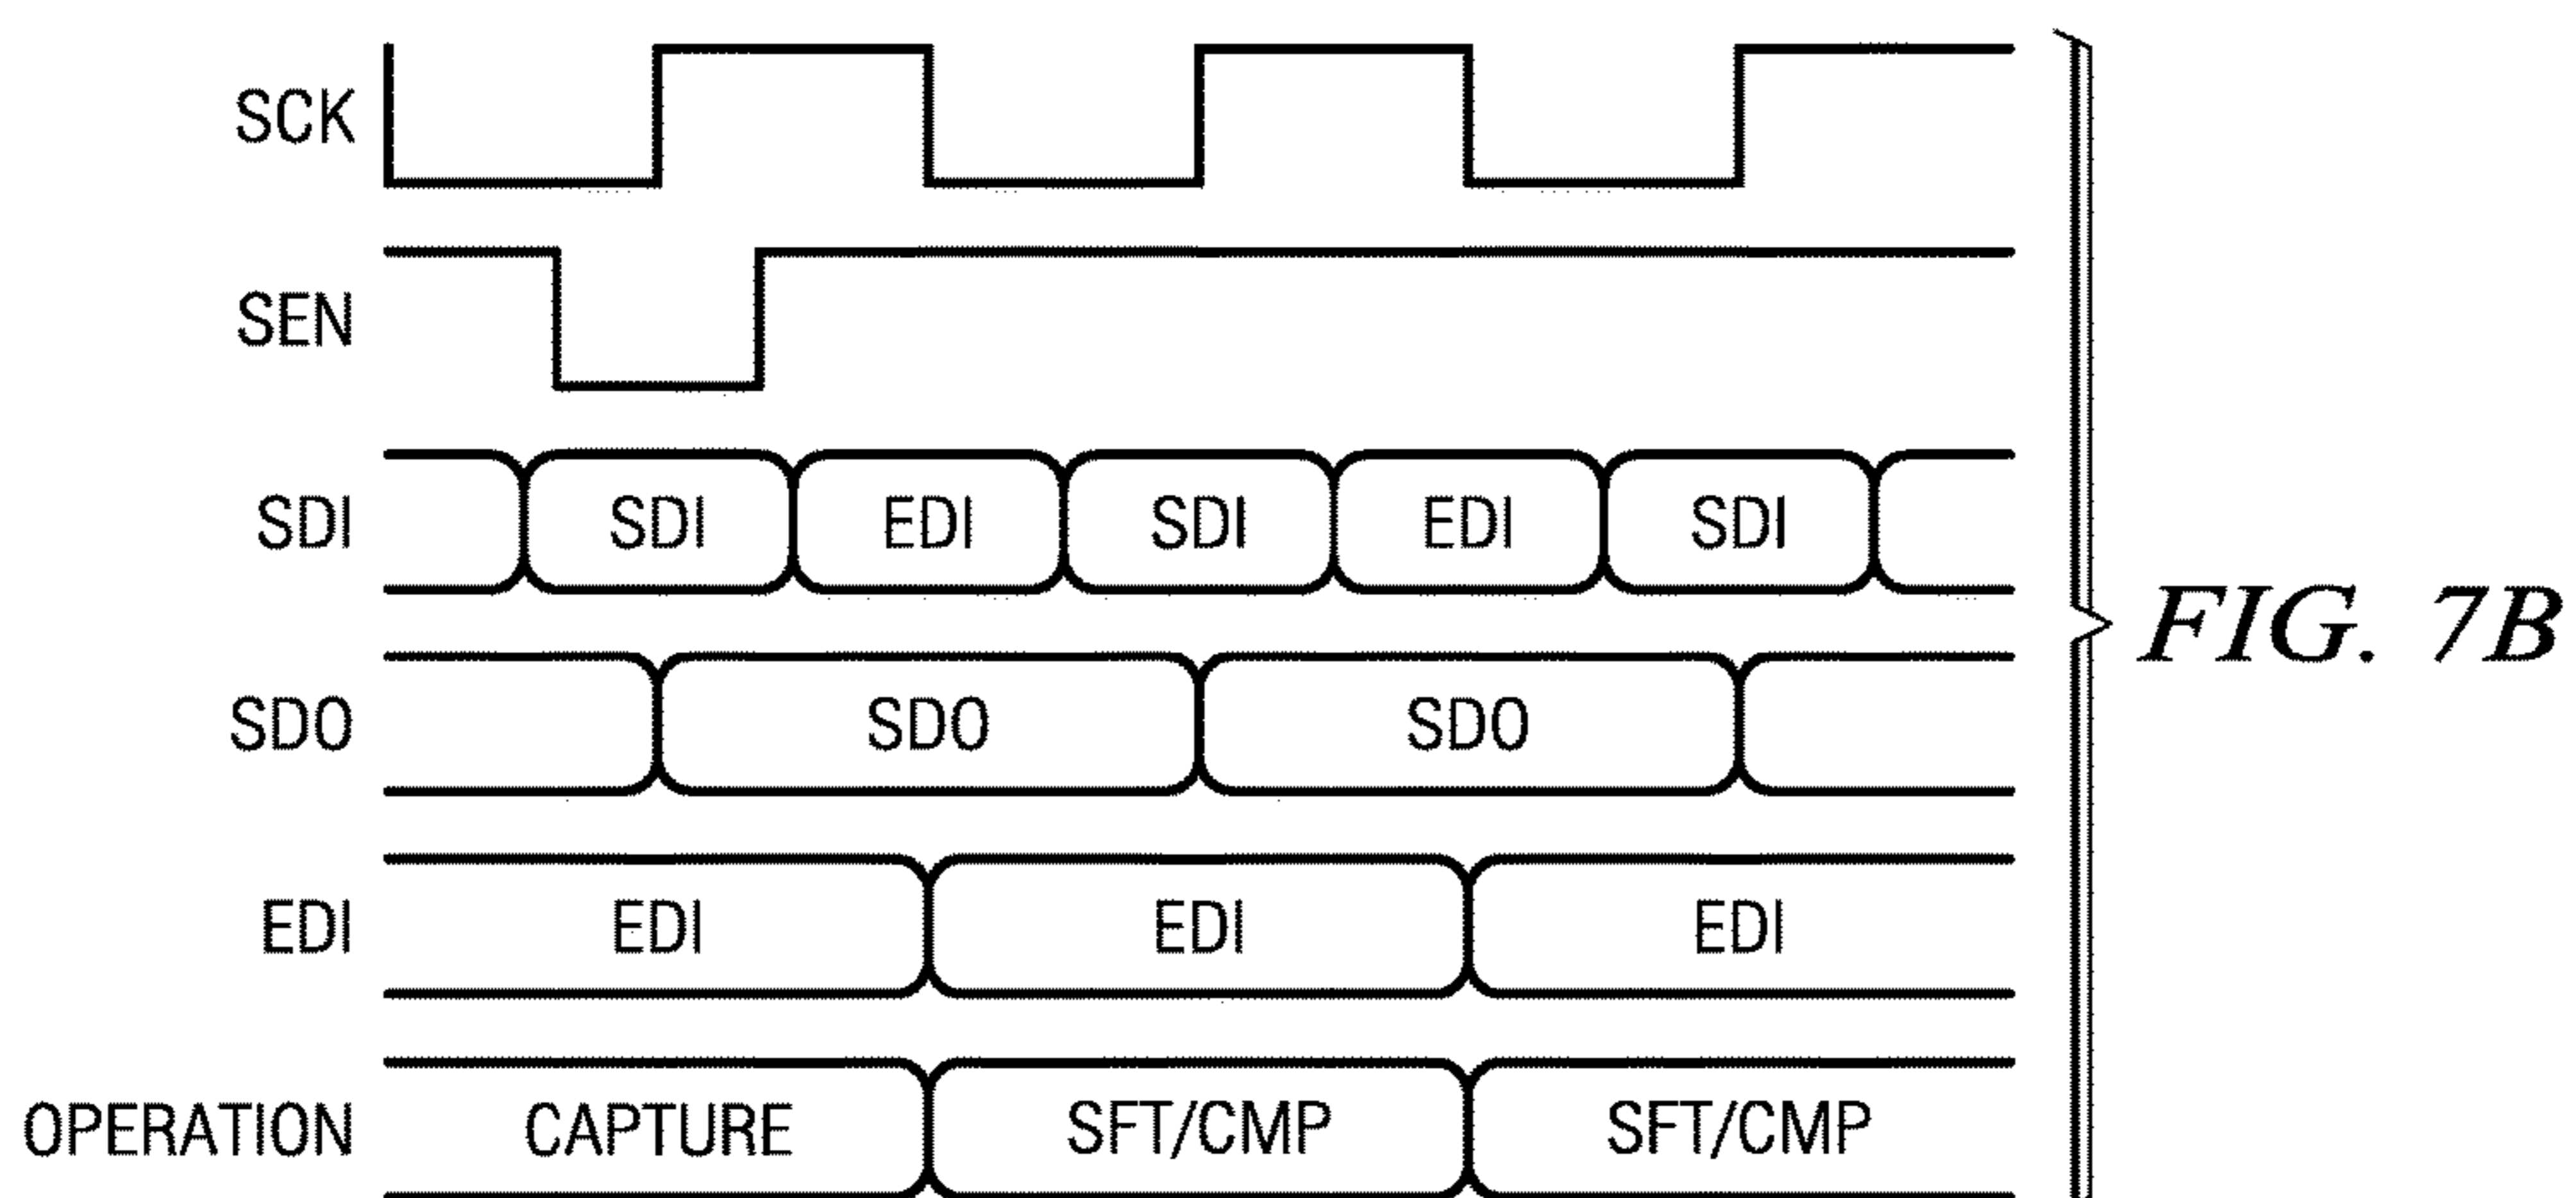 SCK
SEN
SDI SDI EDI SDI EDI SDI
SDO SDO SDO
EDI EDI EDI EDI
OPERATION CAPTURE SFT/CMP SFT/CMP
FIG. 7B